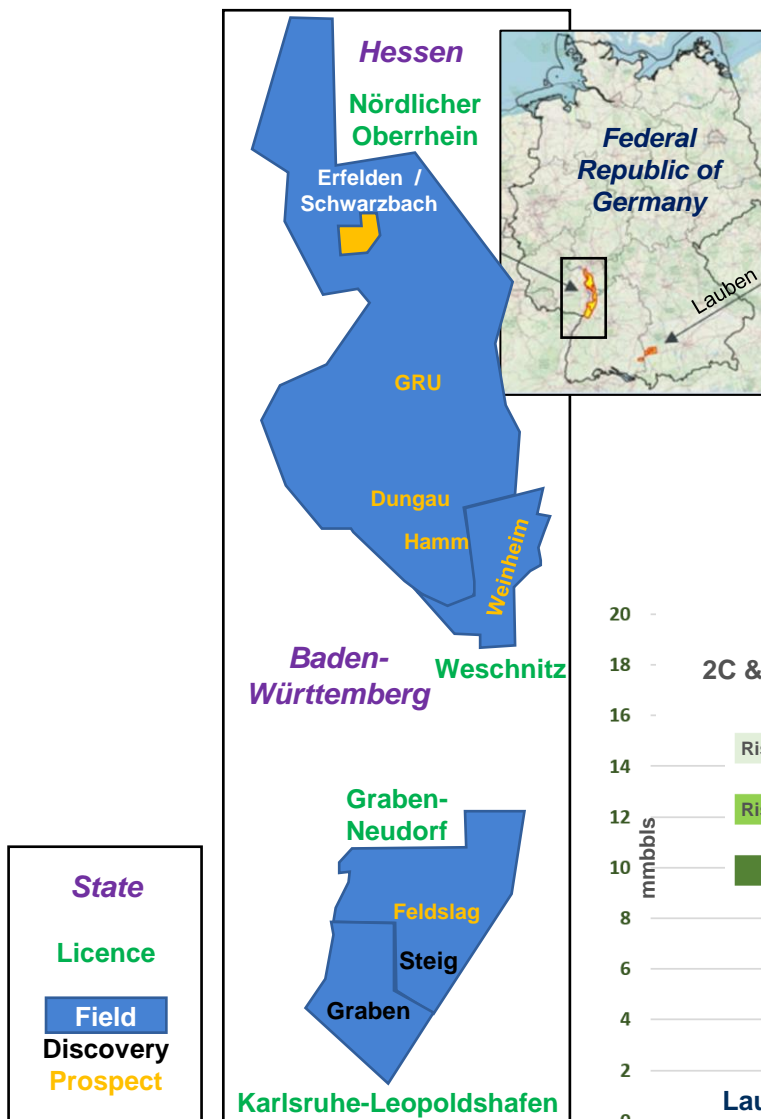 Hessen
Nördlicher
Oberrhein
Erfelden /
Schwarzbach
GRU
Dungau
Hamm
Weinheim
Baden-
Württemberg
Weschnitz
Graben-
Neudorf
Feldslag
Steig
Graben
Karlsruhe-Leopoldshafen
State
Licence
Field
Discovery
Prospect
Federal
Republic of
Germany
Lauben
2C &
20
18
16
14
12
10
8
6
4
2
mmbbls